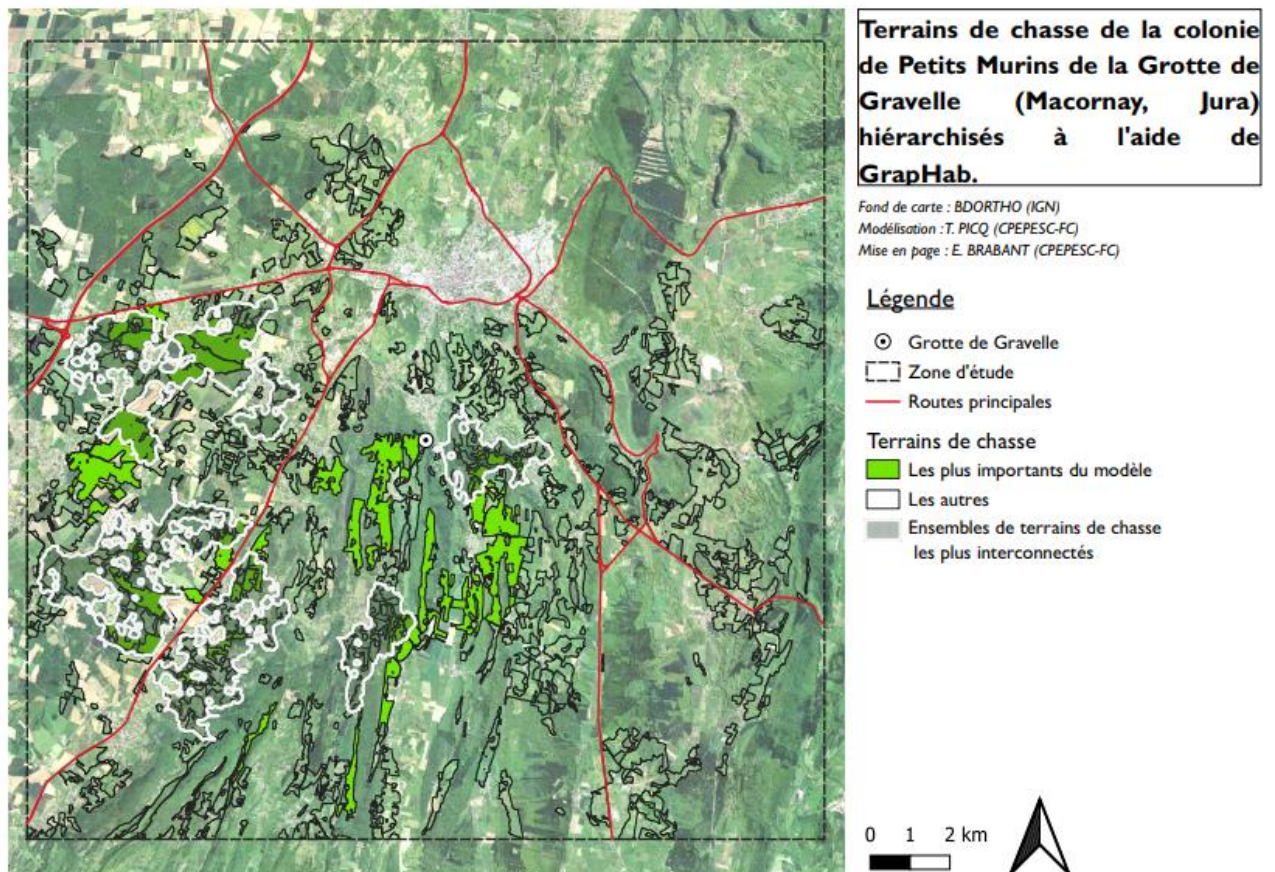 Terrains de chasse de la colonie
de Petits Murins de la Grotte de
Gravelle (Macornay, Jura)
hiérarchisés à l'aide de
GrapHab.
Fond de carte : BDORTHO (IGN)
Modélisation : T. PICQ (CPEPESC-FC)
Mise en page : E. BRABANT (CPEPESC-FC)
Légende
Grotte de Gravelle
Zone d'étude
Routes principales
Terrains de chasse
Les plus importants du modèle
Les autres
Ensembles de terrains de chasse
les plus interconnectés
0 1 2 km